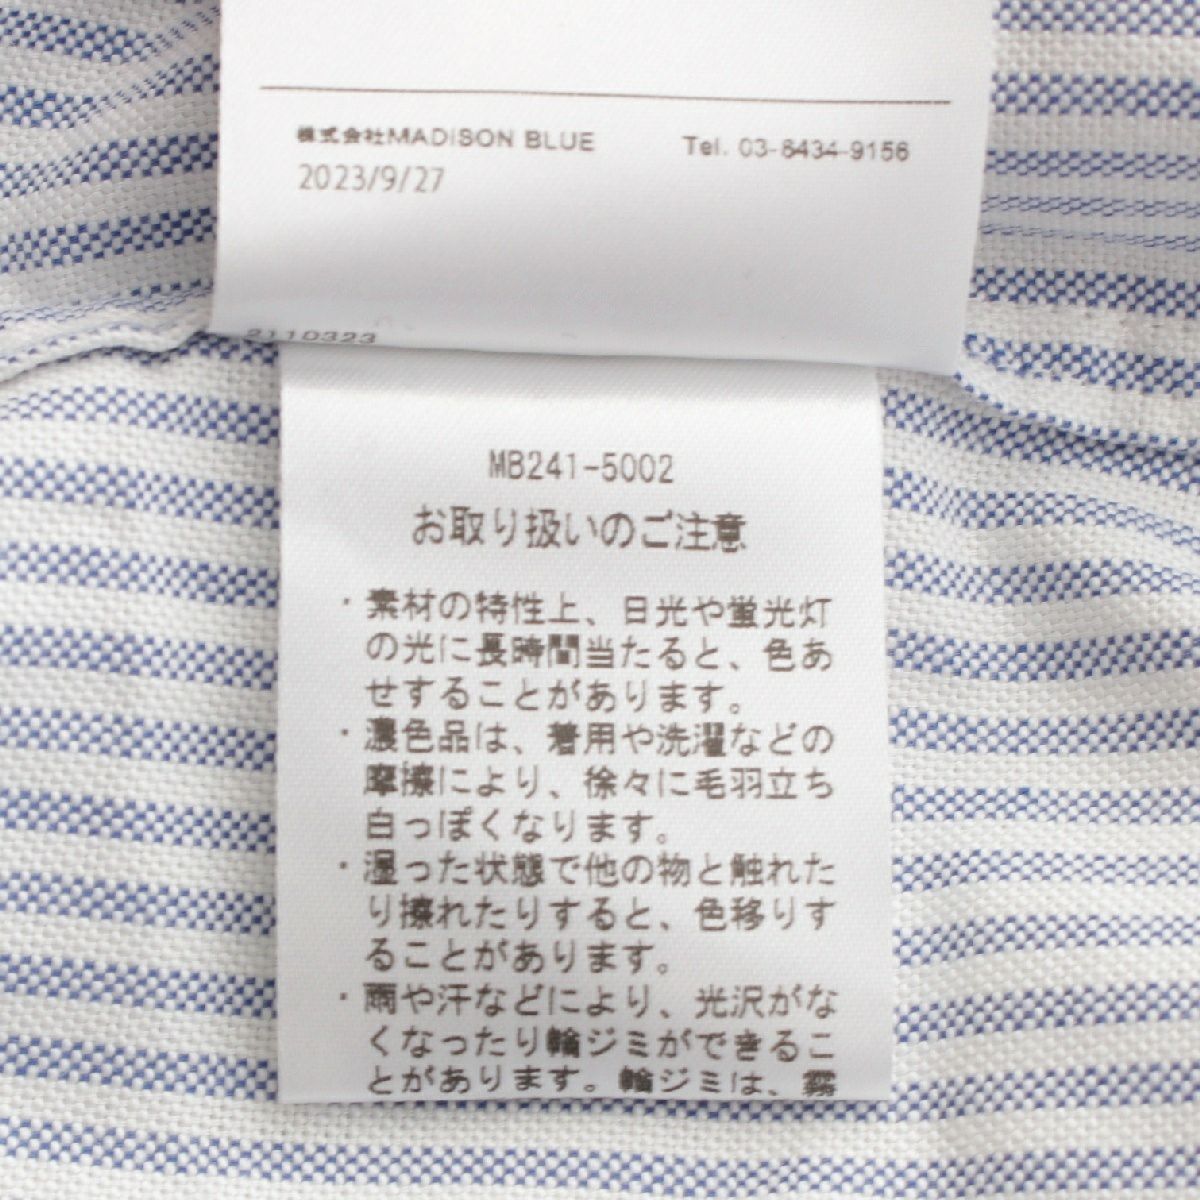 株式会社MADISON BLUE Tel. 03-6434-9156
2023/9/27
2110323
MB241-5002
お取り扱いのご注意
・素材の特性上、日光や蛍光灯
の光に長時間当たると、色あ
せすることがあります。
・濃色品は、着用や洗濯などの
摩擦により、徐々に毛羽立ち
白っぽくなります。
・湿った状態で他の物と触れた
り擦れたりすると、色移りす
ることがあります。
・雨や汗などにより、光沢がな
くなったり輪ジミができるこ
とがあります。輪ジミは、霧